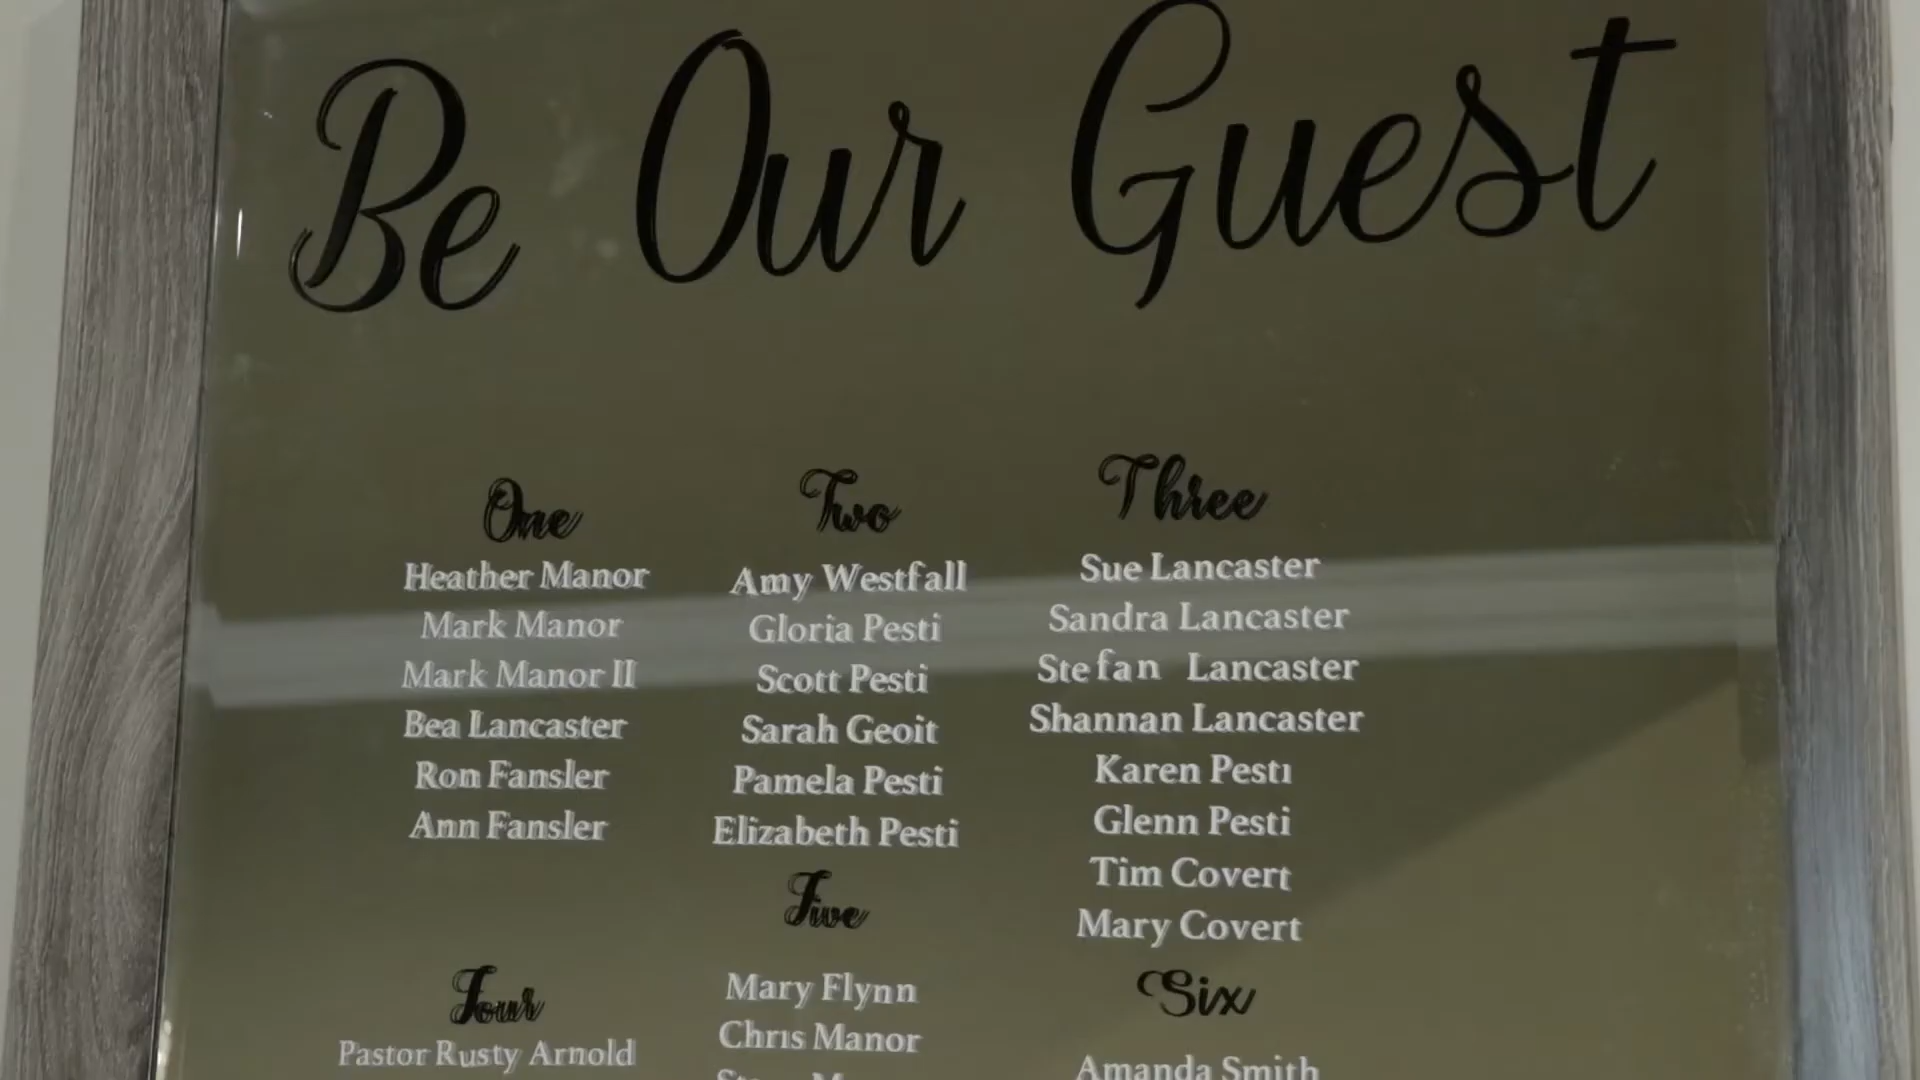 Be Our Guest
One
Heather Manor
Mark Manor
Mark Manor II
Bea Lancaster
Ron Fansler
Ann Fansler
Two
Amy Westfall
Gloria Pesti
Scott Pesti
Sarah Geoit
Pamela Pesti
Elizabeth Pesti
Three
Sue Lancaster
Sandra Lancaster
Stefan Lancaster
Shannan Lancaster
Karen Pesti
Glenn Pesti
Tim Covert
Mary Covert
Four
Pastor Rusty Arnold
Five
Mary Flynn
Chris Manor
Six
Amanda Smith